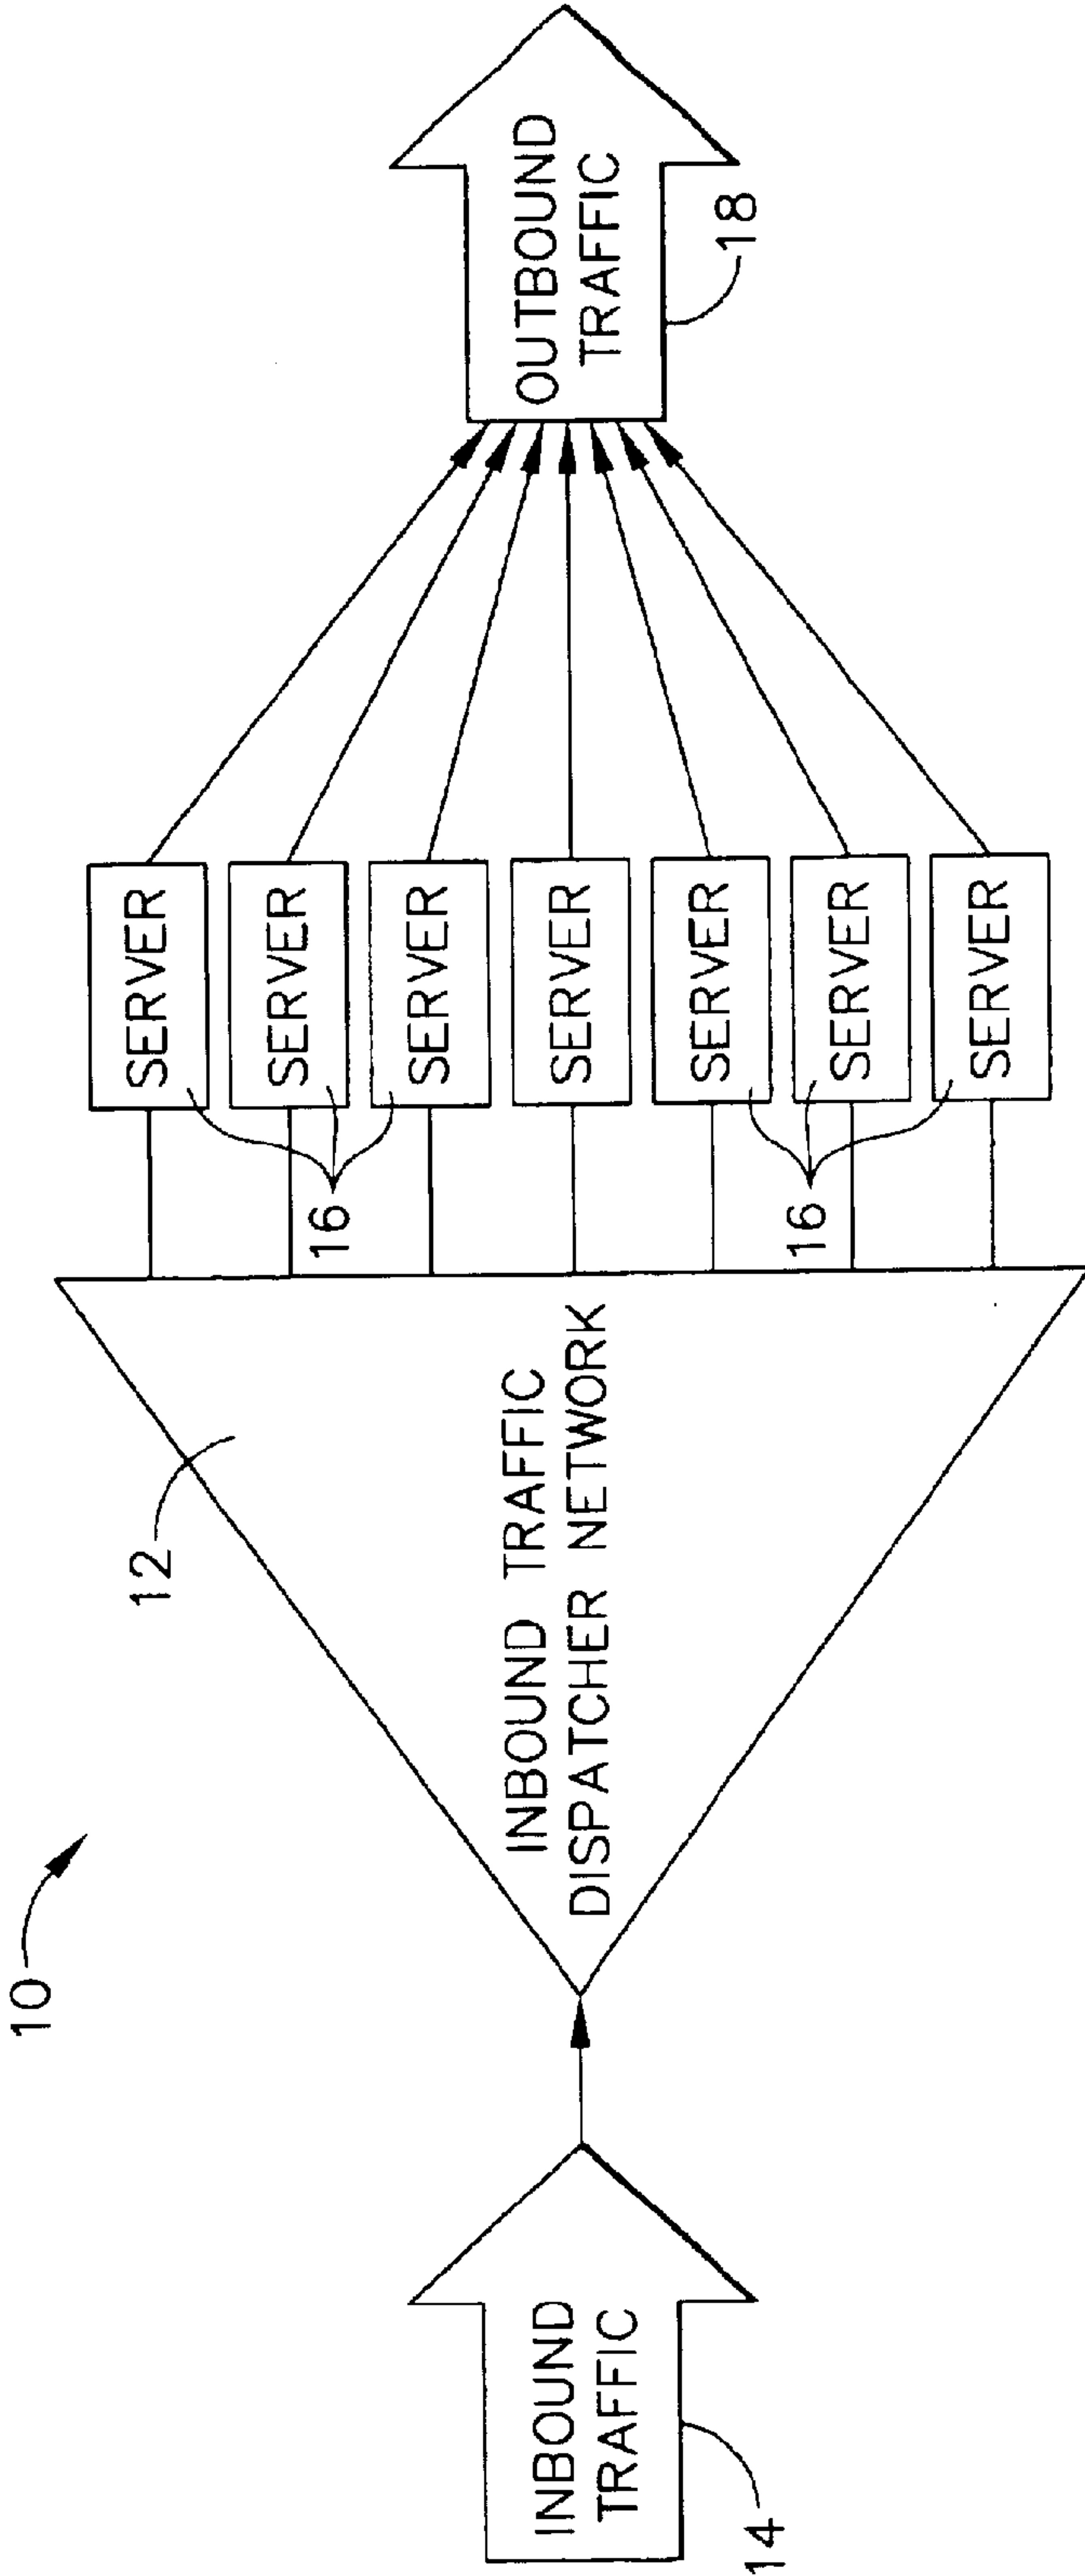 10
12
INBOUND TRAFFIC
DISPATCHER NETWORK
INBOUND
TRAFFIC
14
16
16
SERVER
SERVER
SERVER
SERVER
SERVER
SERVER
SERVER
OUTBOUND
TRAFFIC
18